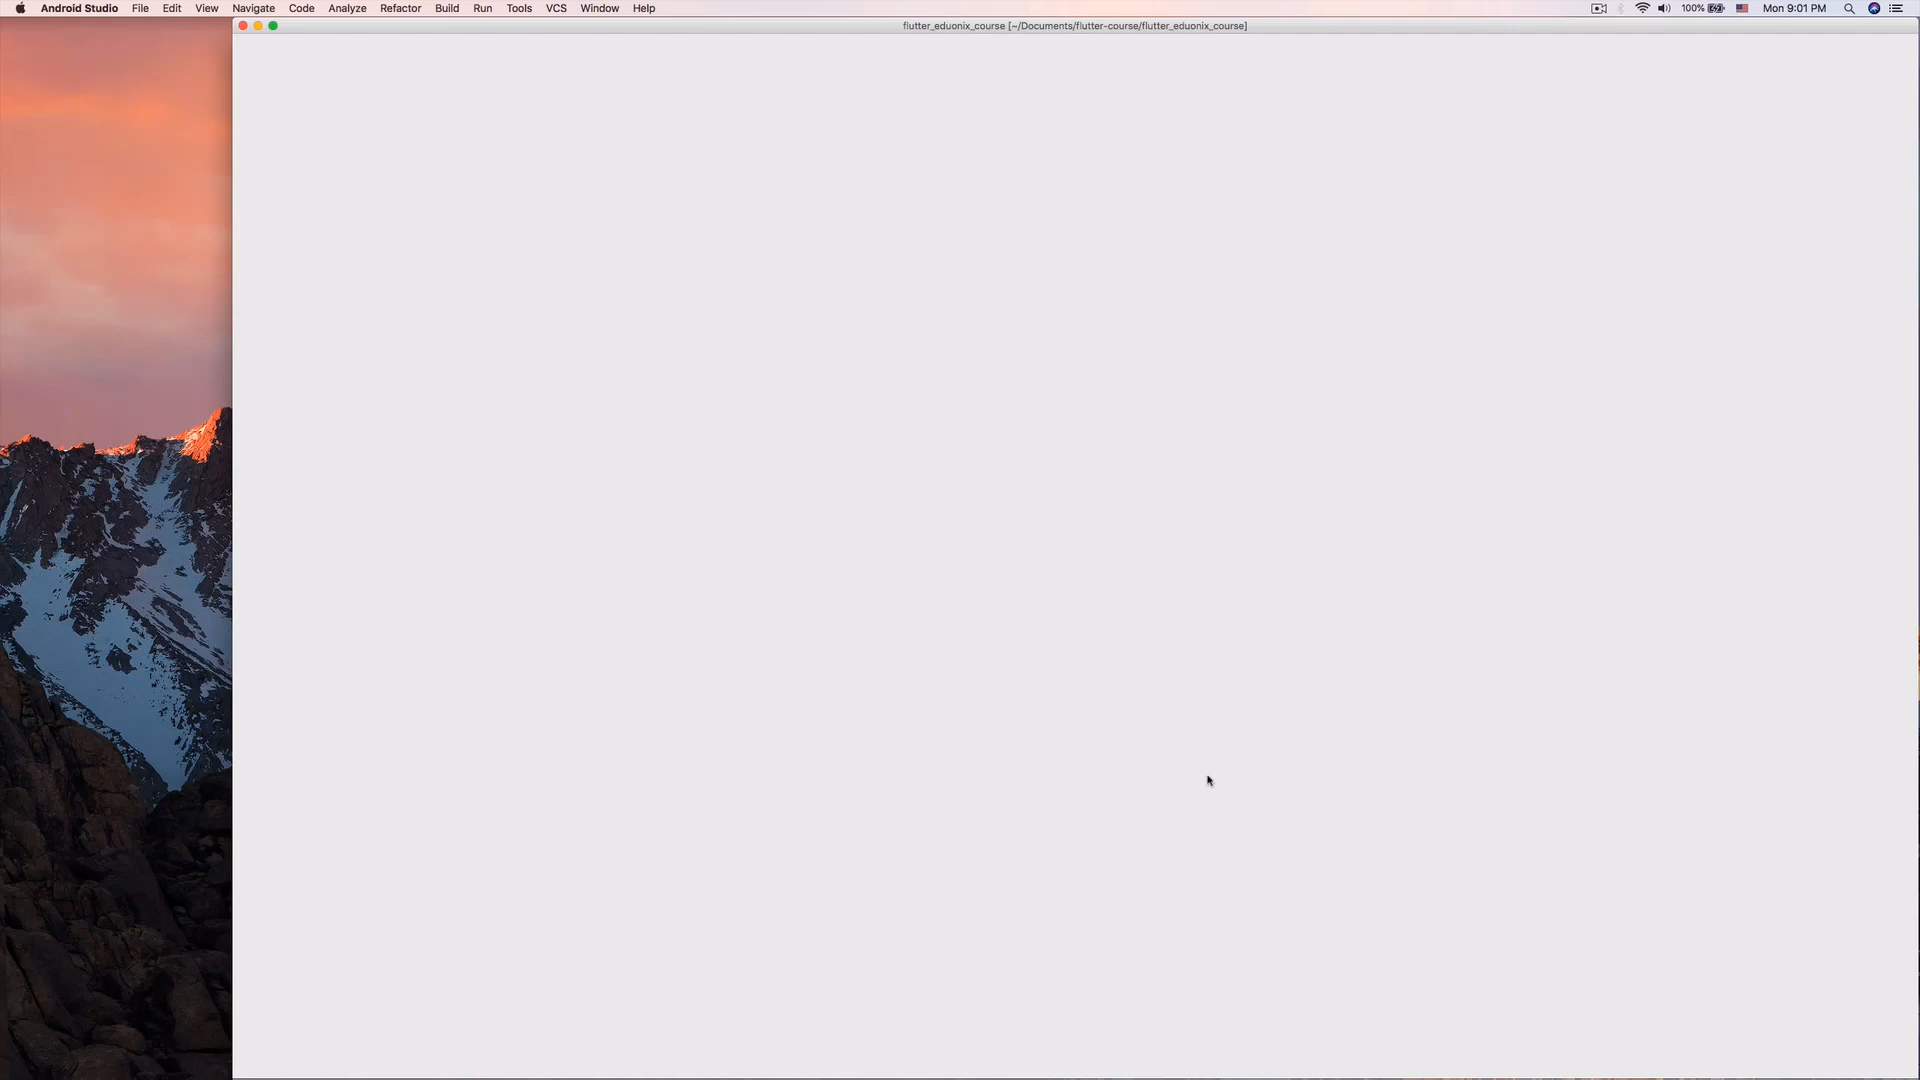 Android Studio File Edit View Navigate Code Analyze Refactor Build Run Tools VCS Window Help 100% Mon 9:01 PM
flutter_eduonix_course [~/Documents/flutter-course/flutter_eduonix_course]